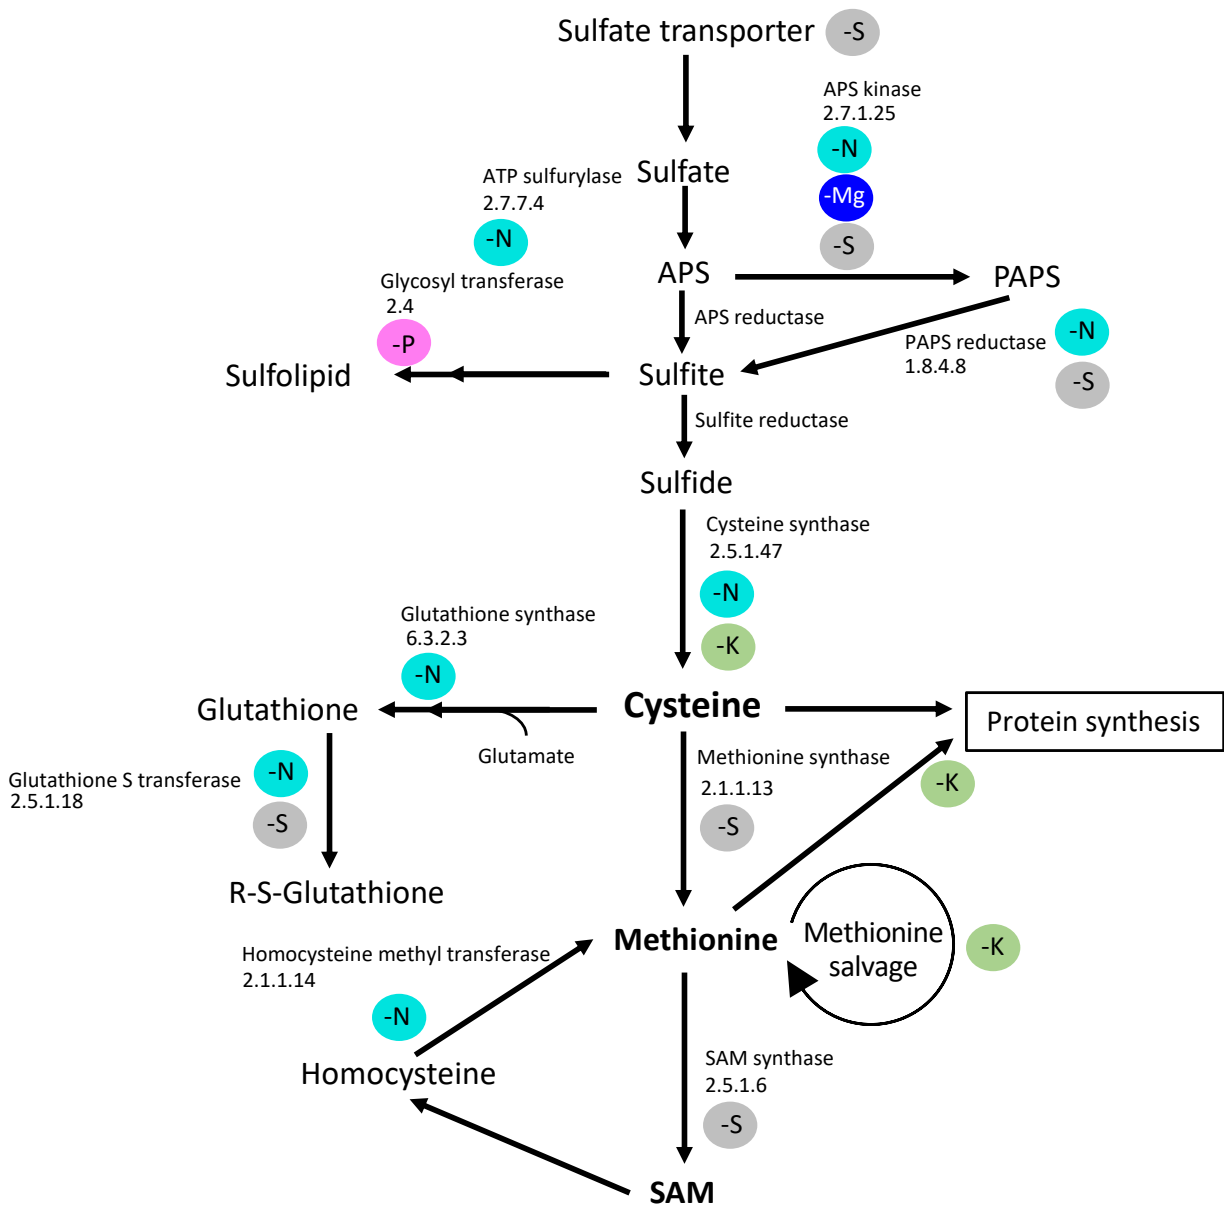 Sulfate transporter
-S
APS kinase
2.7.1.25
-N
-Mg
-S
Sulfate
ATP sulfurylase
2.7.7.4
-N
APS
PAPS
Glycosyl transferase
2.4
-P
APS reductase
PAPS reductase
1.8.4.8
-N
-S
Sulfolipid
Sulfite
Sulfite reductase
Sulfide
Cysteine synthase
2.5.1.47
-N
-K
Glutathione synthase
6.3.2.3
-N
Glutathione
Cysteine
Protein synthesis
Glutamate
Glutathione S transferase
2.5.1.18
-N
-S
Methionine synthase
2.1.1.13
-S
-K
R-S-Glutathione
Methionine
Methionine
salvage
-K
Homocysteine methyl transferase
2.1.1.14
-N
Homocysteine
SAM synthase
2.5.1.6
-S
SAM